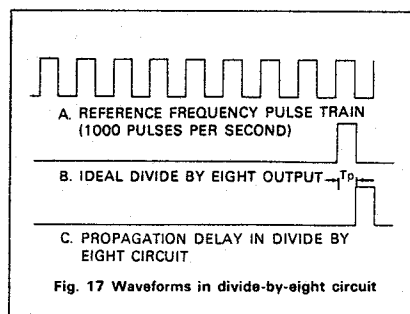 A. REFERENCE FREQUENCY PULSE TRAIN
(1000 PULSES PER SECOND)
B. IDEAL DIVIDE BY EIGHT OUTPUT
Tp
C. PROPAGATION DELAY IN DIVIDE BY
EIGHT CIRCUIT
Fig. 17 Waveforms in divide-by-eight circuit